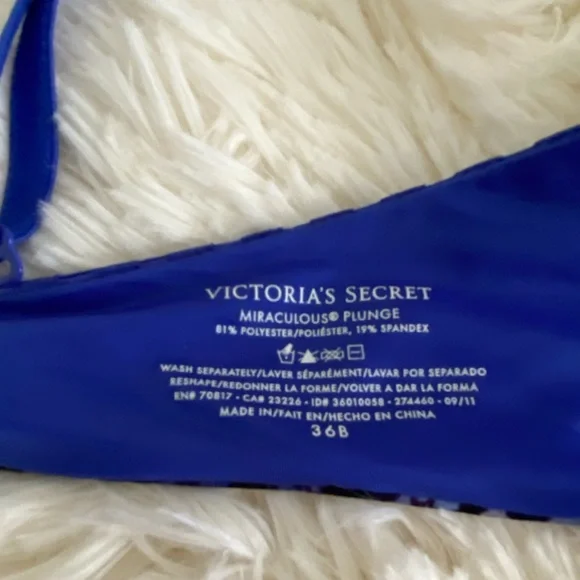 VICTORIA'S SECRET
MIRACULOUS® PLUNGE
81% POLYESTER/POLIÉSTER, 19% SPANDEX
WASH SEPARATELY/LAVER SÉPARÉMENT/LAVAR POR SEPARADO
RESHAPE/REDONNER LA FORME/VOLVER A DAR LA FORMA
RN# 70817 · CA# 23226 · ID# 36010058 · 274460 · 09/11
MADE IN/FAIT EN/HECHO EN CHINA
36B